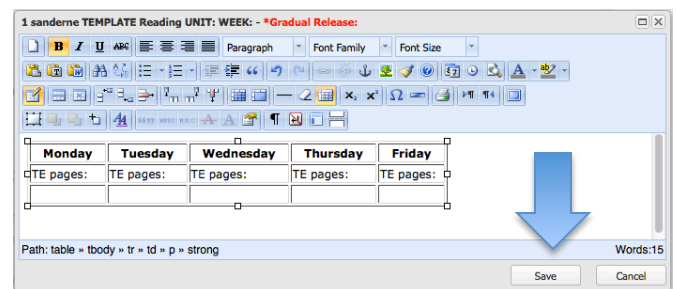 1 sanderne TEMPLATE Reading UNIT: WEEK: - *Gradual Release:
B I U ABC Paragraph Font Family Font Size
Monday Tuesday Wednesday Thursday Friday
TE pages: TE pages: TE pages: TE pages: TE pages:
Path: table » tbody » tr » td » p » strong Words:15
Save Cancel